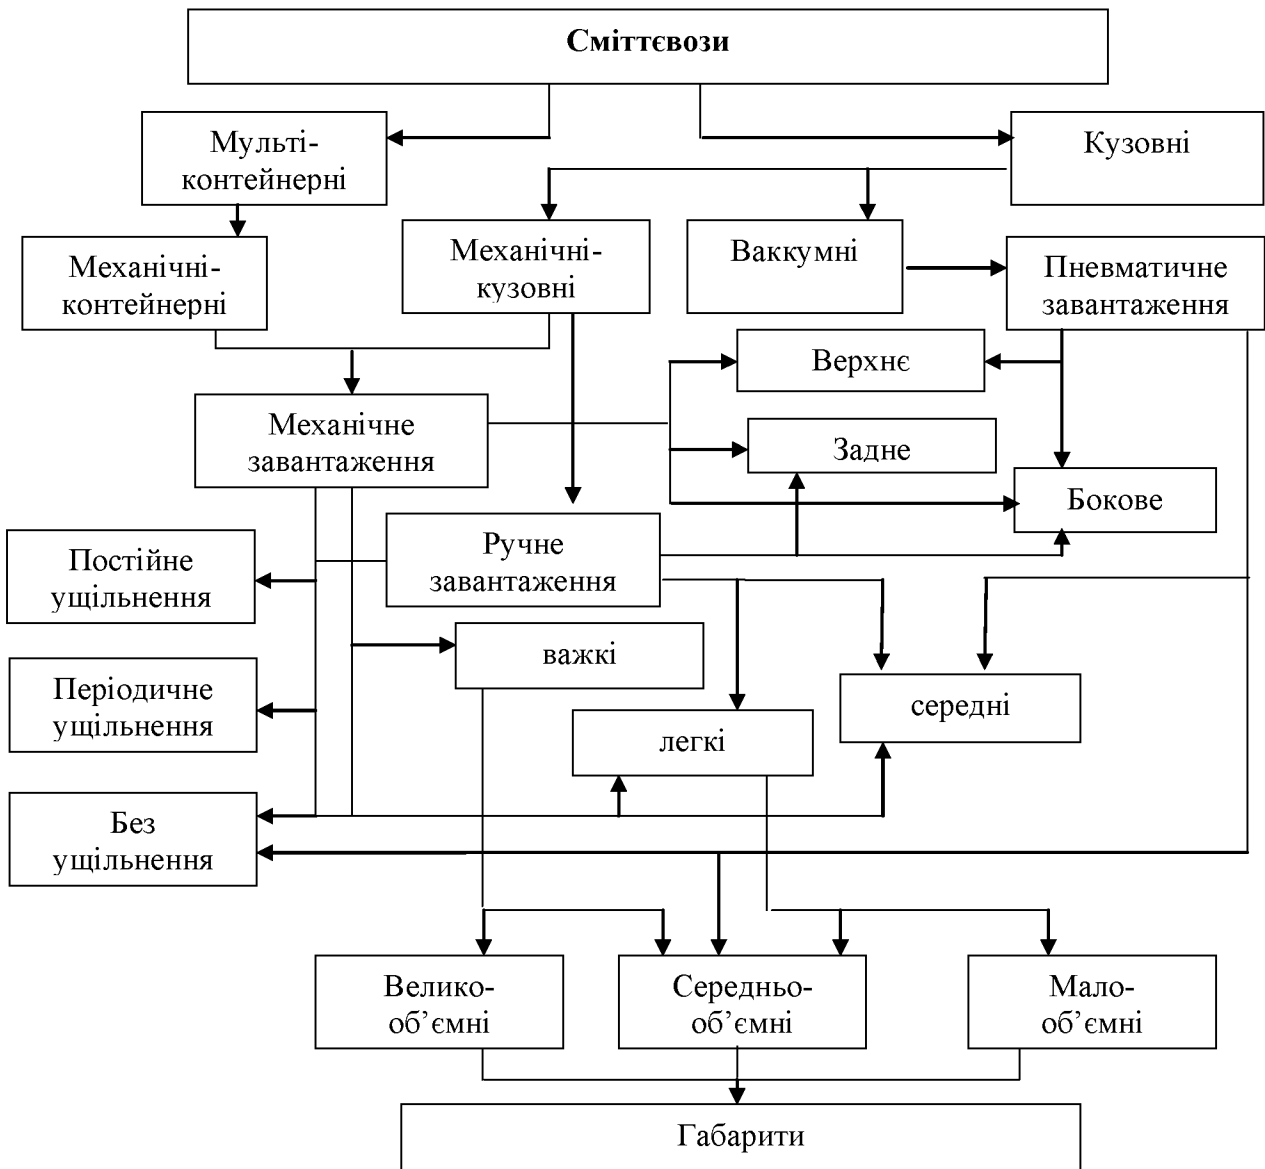 Сміттєвози
Мульті-
контейнерні
Кузовні
Механічні-
контейнерні
Механічні-
кузовні
Ваккумні
Пневматичне
завантаження
Верхнє
Механічне
завантаження
Задне
Бокове
Ручне
завантаження
Постійне
ущільнення
важкі
Періодичне
ущільнення
середні
легкі
Без
ущільнення
Велико-
об’ємні
Середньо-
об’ємні
Мало-
об’ємні
Габарити